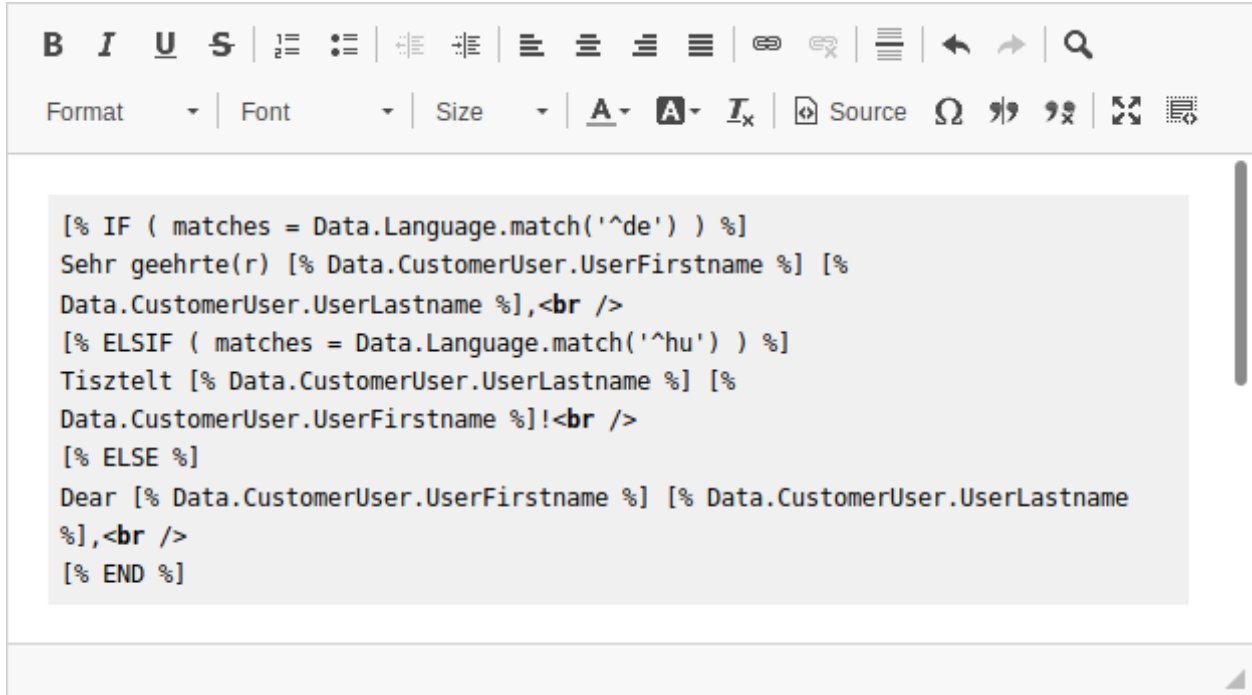 B I U S
Format Font Size A A Ix Source Ω
[% IF ( matches = Data.Language.match('^de') ) %]
Sehr geehrte(r) [% Data.CustomerUser.UserFirstname %] [%
Data.CustomerUser.UserLastname %],<br />
[% ELSIF ( matches = Data.Language.match('^hu') ) %]
Tisztelt [% Data.CustomerUser.UserLastname %] [%
Data.CustomerUser.UserFirstname %]!<br />
[% ELSE %]
Dear [% Data.CustomerUser.UserFirstname %] [% Data.CustomerUser.UserLastname
%],<br />
[% END %]